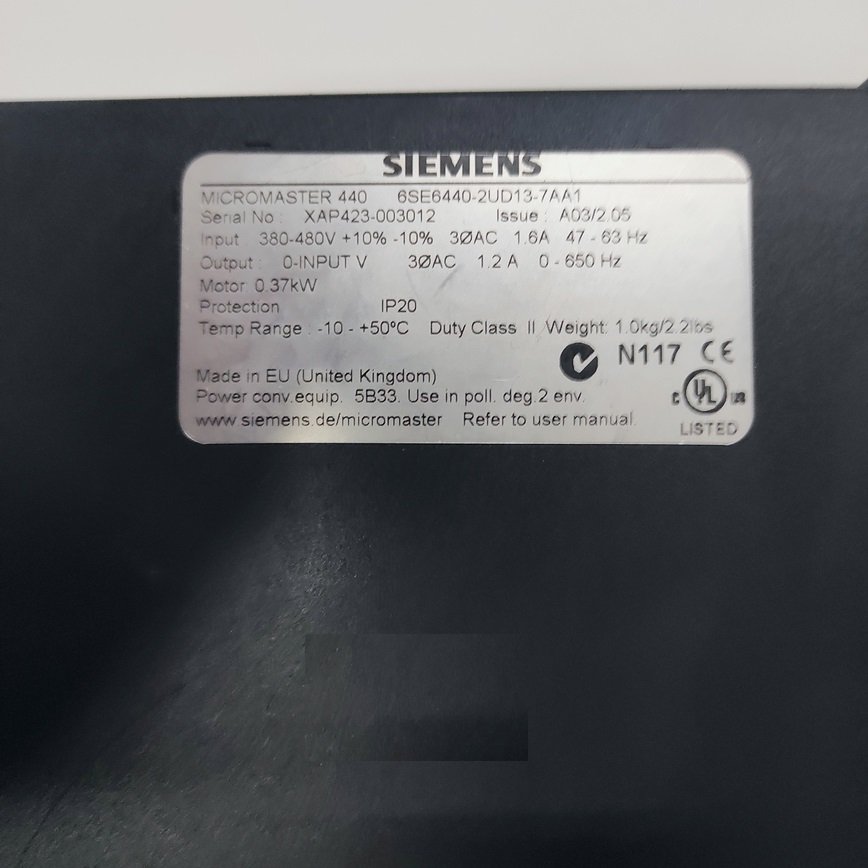 SIEMENS
MICROMASTER 440 6SE6440-2UD13-7AA1
Serial No : XAP423-003012 Issue : A03/2.05
Input : 380-480V +10% -10% 3ØAC 1.6A 47 - 63 Hz
Output : 0-INPUT V 3ØAC 1.2 A 0 - 650 Hz
Motor 0.37kW
Protection IP20
Temp Range : -10 - +50°C Duty Class II Weight: 1.0kg/2.2lbs
N117 CE
Made in EU (United Kingdom)
Power conv.equip. 5B33. Use in poll. deg.2 env.
C UL US
www.siemens.de/micromaster Refer to user manual.
LISTED